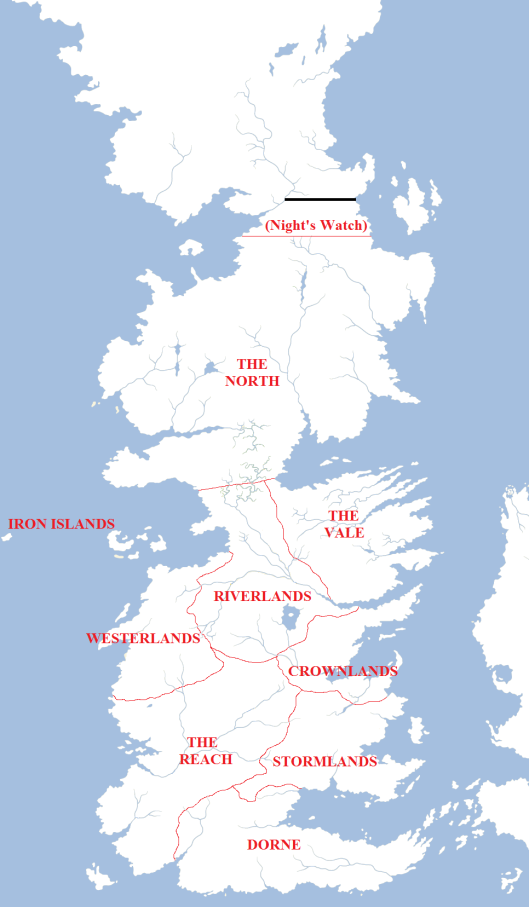 (Night's Watch)
THE
NORTH
IRON ISLANDS
THE
VALE
RIVERLANDS
WESTERLANDS
CROWNLANDS
THE
REACH
STORMLANDS
DORNE